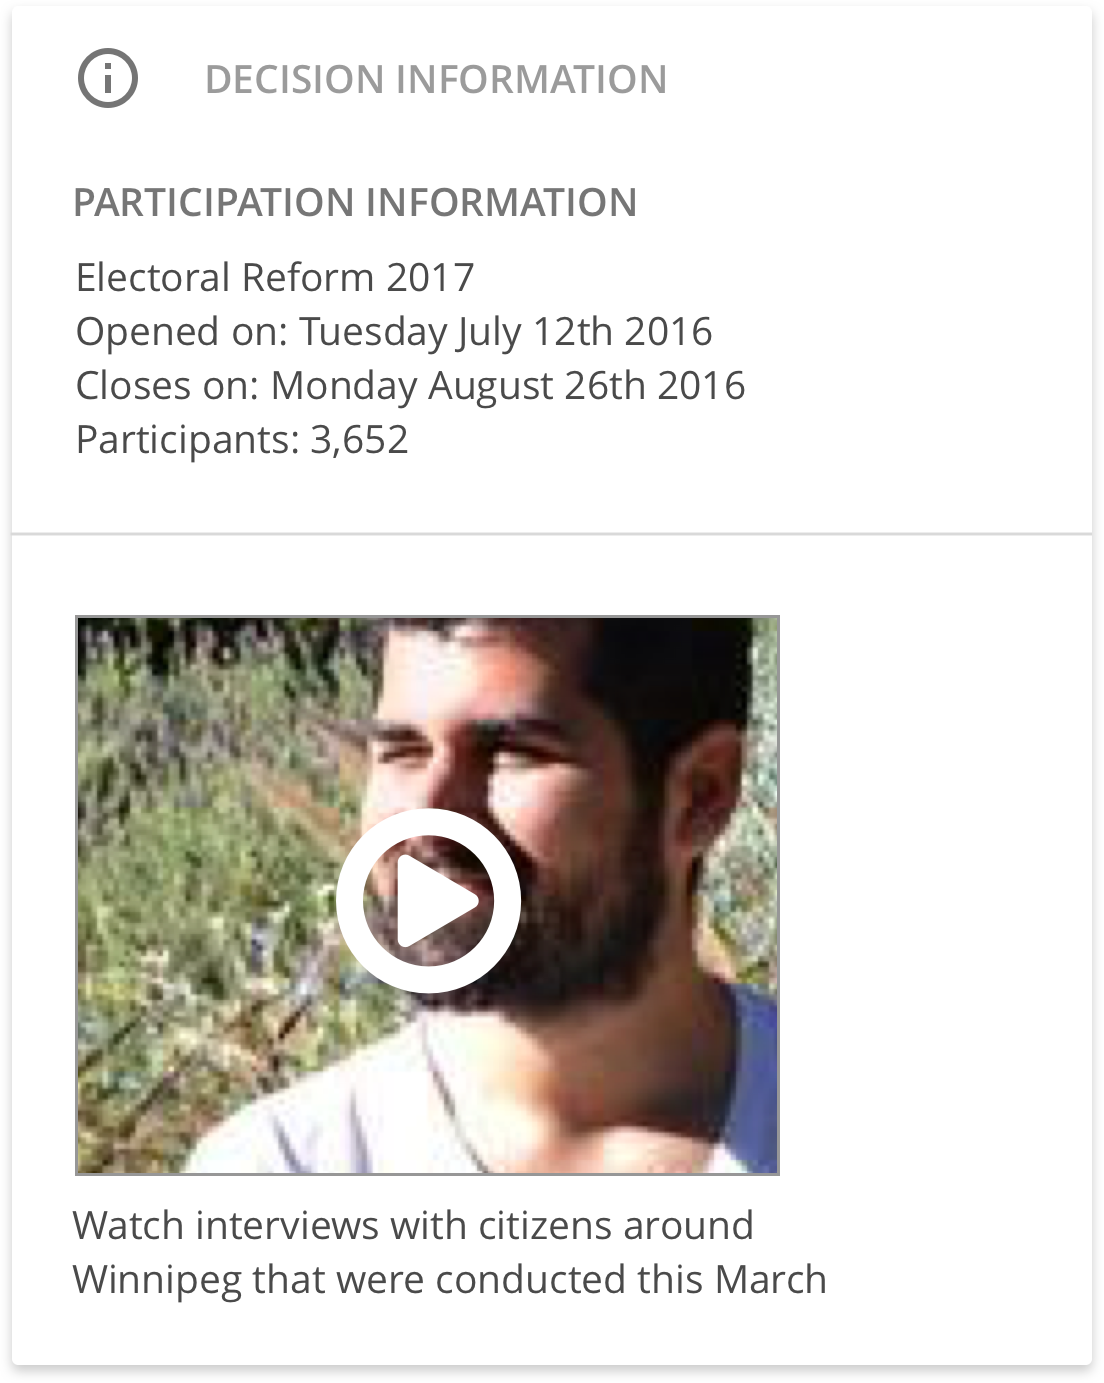 DECISION INFORMATION
PARTICIPATION INFORMATION
Electoral Reform 2017
Opened on: Tuesday July 12th 2016
Closes on: Monday August 26th 2016
Participants: 3,652
Watch interviews with citizens around
Winnipeg that were conducted this March